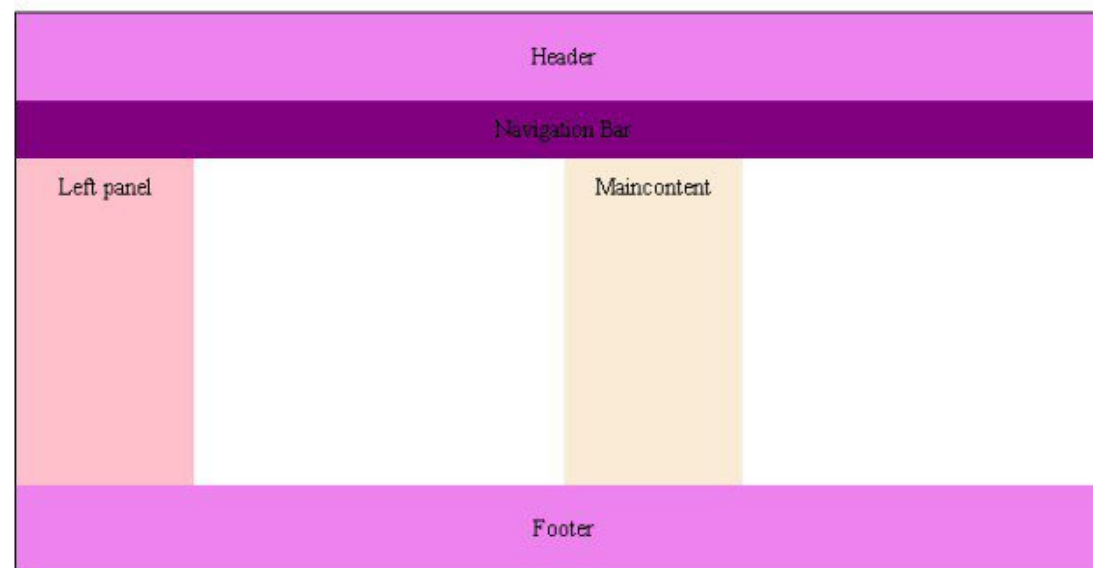 Header
Navigation Bar
Left panel
Maincontent
Footer